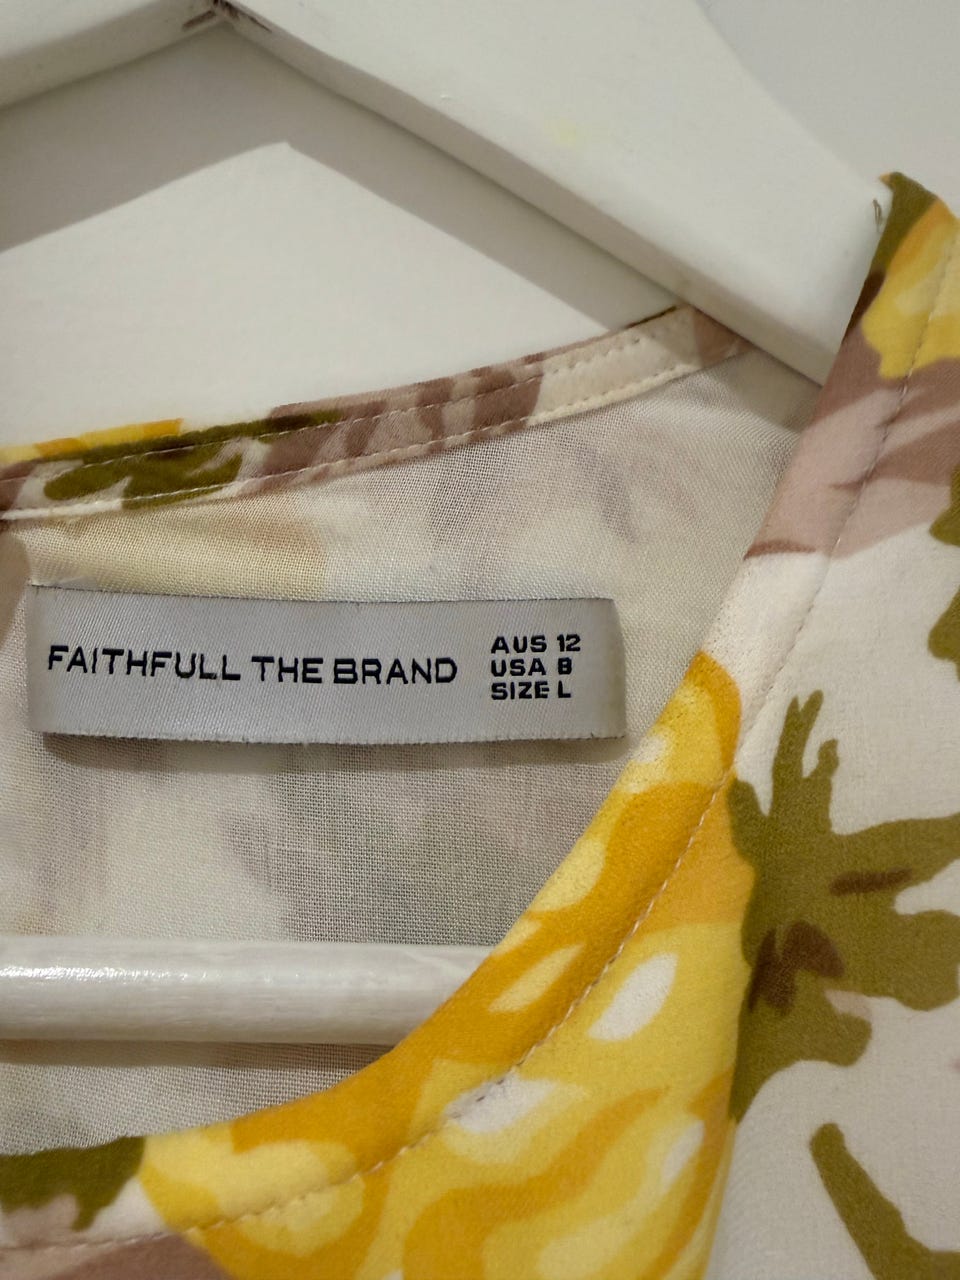 FAITHFULL THE BRAND
AUS 12
USA 8
SIZE L